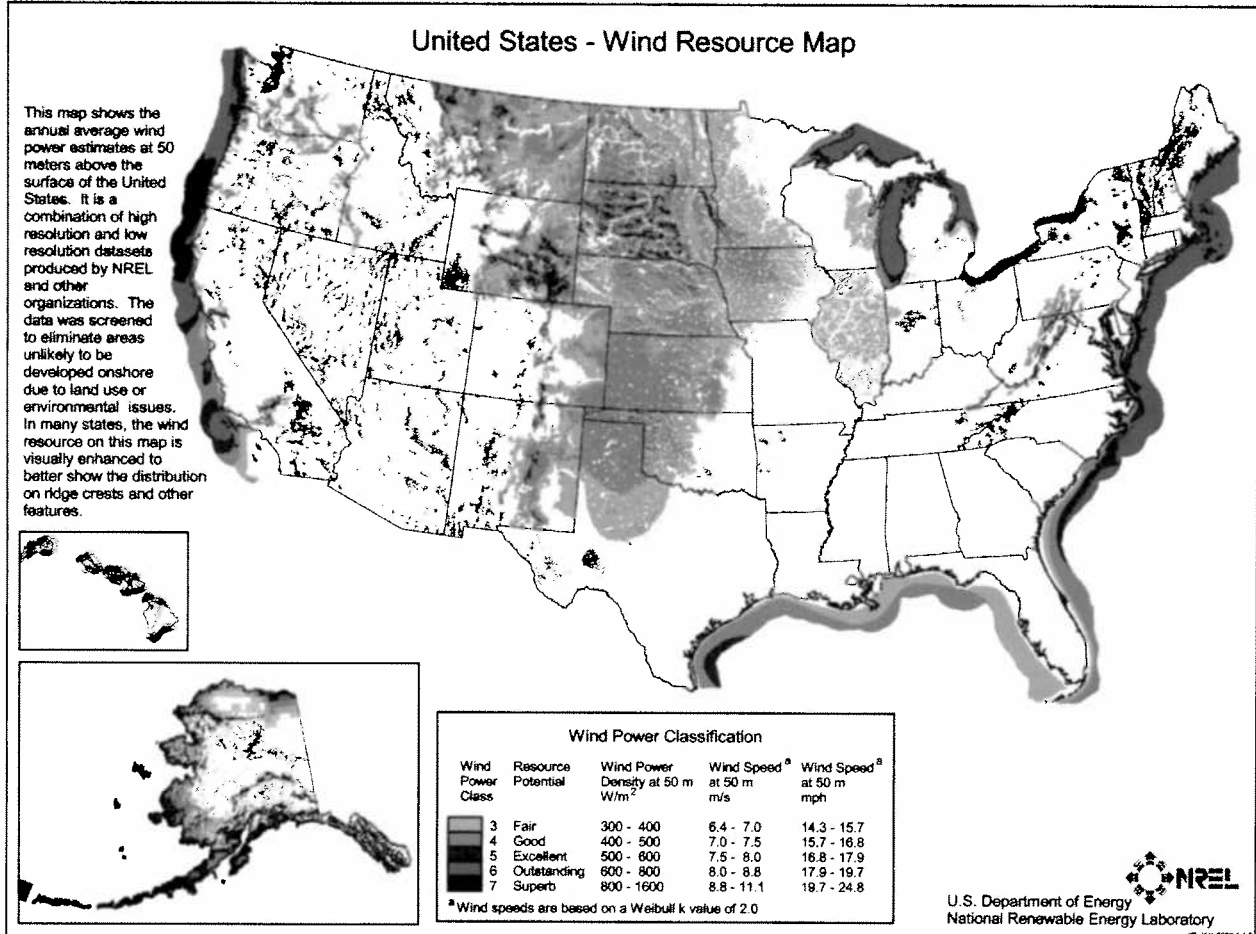 United States - Wind Resource Map
This map shows the
annual average wind
power estimates at 50
meters above the
surface of the United
States. It is a
combination of high
resolution and low
resolution datasets
produced by NREL
and other
organizations. The
data was screened
to eliminate areas
unlikely to be
developed onshore
due to land use or
environmental issues.
In many states, the wind
resource on this map is
visually enhanced to
better show the distribution
on ridge crests and other
features.
Wind Power Classification
Wind Resource Wind Power Wind Speed a Wind Speed a
Power Potential Density at 50 m at 50 m at 50 m
Class W/m2 m/s mph
3 Fair 300 - 400 6.4 - 7.0 14.3 - 15.7
4 Good 400 - 500 7.0 - 7.5 15.7 - 16.8
5 Excellent 500 - 600 7.5 - 8.0 16.8 - 17.9
6 Outstanding 600 - 800 8.0 - 8.8 17.9 - 19.7
7 Superb 800 - 1600 8.8 - 11.1 19.7 - 24.8
a Wind speeds are based on a Weibull k value of 2.0
NREL
U.S. Department of Energy
National Renewable Energy Laboratory